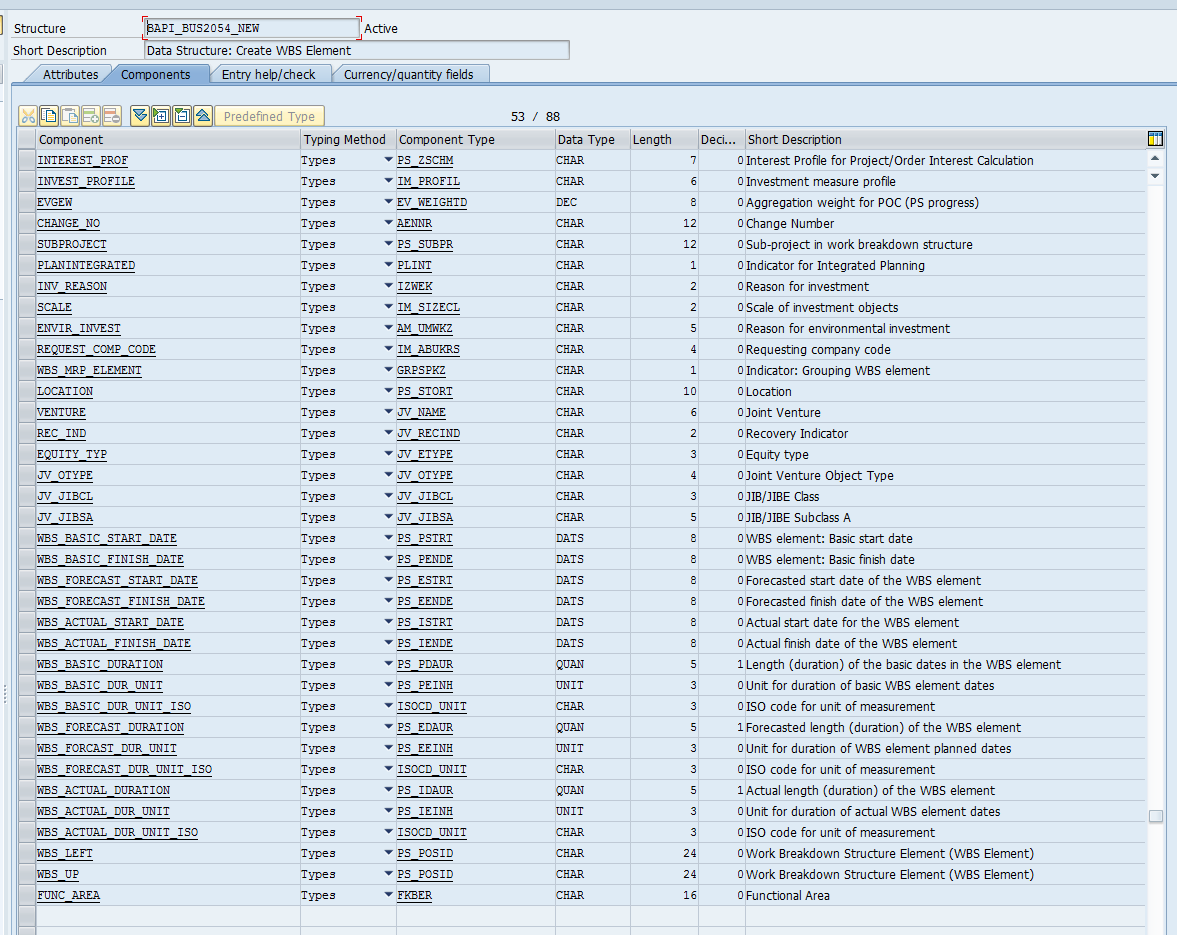 Structure BAPI_BUS2054_NEW Active
Short Description Data Structure: Create WBS Element
Attributes Components Entry help/check Currency/quantity fields
Predefined Type 53 / 88
Component Typing Method Component Type Data Type Length Deci... Short Description
INTEREST_PROF Types PS_ZSCHM CHAR 7 0 Interest Profile for Project/Order Interest Calculation
INVEST_PROFILE Types IM_PROFIL CHAR 6 0 Investment measure profile
EVGEW Types EV_WEIGHTD DEC 8 0 Aggregation weight for POC (PS progress)
CHANGE_NO Types AENNR CHAR 12 0 Change Number
SUBPROJECT Types PS_SUBPR CHAR 12 0 Sub-project in work breakdown structure
PLANINTEGRATED Types PLINT CHAR 1 0 Indicator for Integrated Planning
INV_REASON Types IZWEK CHAR 2 0 Reason for investment
SCALE Types IM_SIZECL CHAR 2 0 Scale of investment objects
ENVIR_INVEST Types AM_UMWKZ CHAR 5 0 Reason for environmental investment
REQUEST_COMP_CODE Types IM_ABUKRS CHAR 4 0 Requesting company code
WBS_MRP_ELEMENT Types GRPSPKZ CHAR 1 0 Indicator: Grouping WBS element
LOCATION Types PS_STORT CHAR 10 0 Location
VENTURE Types JV_NAME CHAR 6 0 Joint Venture
REC_IND Types JV_RECIND CHAR 2 0 Recovery Indicator
EQUITY_TYP Types JV_ETYPE CHAR 3 0 Equity type
JV_OTYPE Types JV_OTYPE CHAR 4 0 Joint Venture Object Type
JV_JIBCL Types JV_JIBCL CHAR 3 0 JIB/JIBE Class
JV_JIBSA Types JV_JIBSA CHAR 5 0 JIB/JIBE Subclass A
WBS_BASIC_START_DATE Types PS_PSTRT DATS 8 0 WBS element: Basic start date
WBS_BASIC_FINISH_DATE Types PS_PENDE DATS 8 0 WBS element: Basic finish date
WBS_FORECAST_START_DATE Types PS_ESTRT DATS 8 0 Forecasted start date of the WBS element
WBS_FORECAST_FINISH_DATE Types PS_EENDE DATS 8 0 Forecasted finish date of the WBS element
WBS_ACTUAL_START_DATE Types PS_ISTRT DATS 8 0 Actual start date for the WBS element
WBS_ACTUAL_FINISH_DATE Types PS_IENDE DATS 8 0 Actual finish date of the WBS element
WBS_BASIC_DURATION Types PS_PDAUR QUAN 5 1 Length (duration) of the basic dates in the WBS element
WBS_BASIC_DUR_UNIT Types PS_PEINH UNIT 3 0 Unit for duration of basic WBS element dates
WBS_BASIC_DUR_UNIT_ISO Types ISOCD_UNIT CHAR 3 0 ISO code for unit of measurement
WBS_FORECAST_DURATION Types PS_EDAUR QUAN 5 1 Forecasted length (duration) of the WBS element
WBS_FORCAST_DUR_UNIT Types PS_EEINH UNIT 3 0 Unit for duration of WBS element planned dates
WBS_FORECAST_DUR_UNIT_ISO Types ISOCD_UNIT CHAR 3 0 ISO code for unit of measurement
WBS_ACTUAL_DURATION Types PS_IDAUR QUAN 5 1 Actual length (duration) of the WBS element
WBS_ACTUAL_DUR_UNIT Types PS_IEINH UNIT 3 0 Unit for duration of actual WBS element dates
WBS_ACTUAL_DUR_UNIT_ISO Types ISOCD_UNIT CHAR 3 0 ISO code for unit of measurement
WBS_LEFT Types PS_POSID CHAR 24 0 Work Breakdown Structure Element (WBS Element)
WBS_UP Types PS_POSID CHAR 24 0 Work Breakdown Structure Element (WBS Element)
FUNC_AREA Types FKBER CHAR 16 0 Functional Area